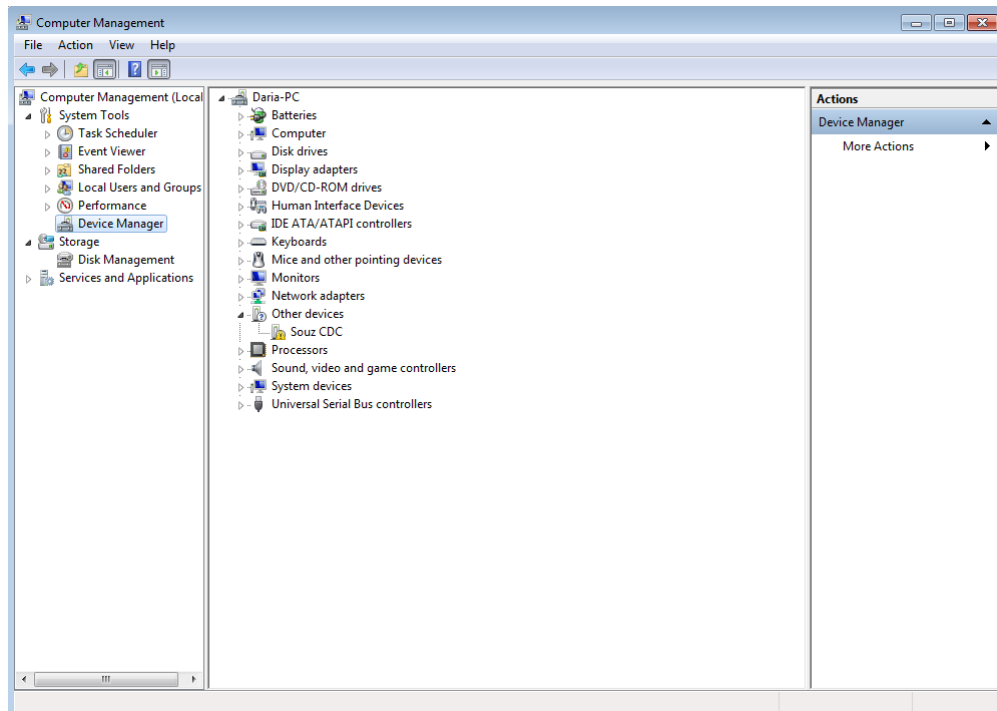 Computer Management
File Action View Help
Computer Management (Local
System Tools
Task Scheduler
Event Viewer
Shared Folders
Local Users and Groups
Performance
Device Manager
Storage
Disk Management
Services and Applications
Daria-PC
Batteries
Computer
Disk drives
Display adapters
DVD/CD-ROM drives
Human Interface Devices
IDE ATA/ATAPI controllers
Keyboards
Mice and other pointing devices
Monitors
Network adapters
Other devices
Souz CDC
Processors
Sound, video and game controllers
System devices
Universal Serial Bus controllers
Actions
Device Manager
More Actions